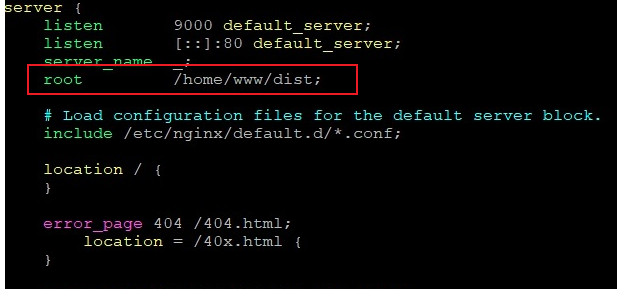 server {
    listen       9000 default_server;
    listen       [::]:80 default_server;
    server_name  _;
    root         /home/www/dist;

    # Load configuration files for the default server block.
    include /etc/nginx/default.d/*.conf;

    location / {
    }

    error_page 404 /404.html;
        location = /40x.html {
    }